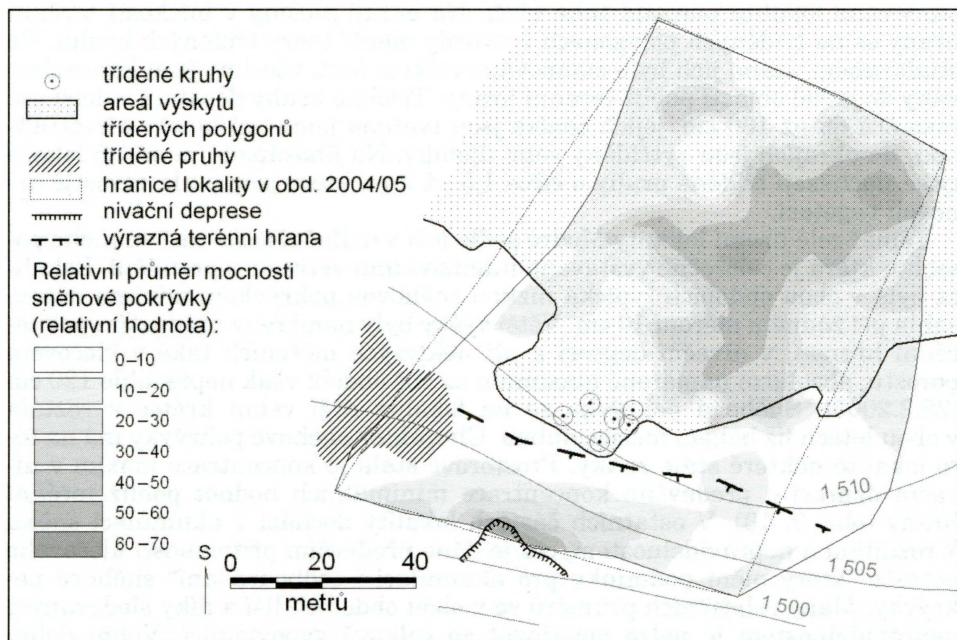 tříděné kruhy
areál výskytu
tříděných polygonů
tříděné pruhy
hranice lokality v obd. 2004/05
nivační deprese
výrazná terénní hrana
Relativní průměr mocnosti
sněhové pokrývky
(relativní hodnota):
0–10
10–20
20–30
30–40
40–50
50–60
60–70
S
0 20 40
metrů
1 510
1 505
1 500